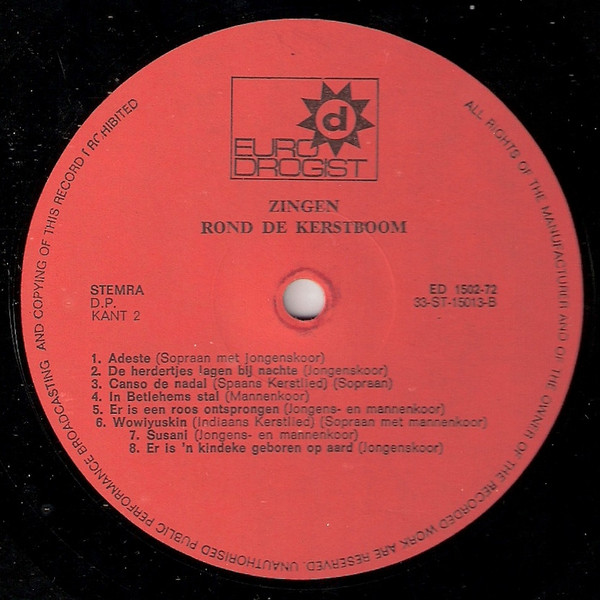 d
EURO
DROGIST
ZINGEN
ROND DE KERSTBOOM
STEMRA
D.P.
KANT 2
ED 1502-72
33-ST-15013-B
1. Adeste (Sopraan met jongenskoor)
2. De herdertjes lagen bij nachte (Jongenskoor)
3. Canso de nadal (Spaans Kerstlied) (Sopraan)
4. In Betlehems stal (Mannenkoor)
5. Er is een roos ontsprongen (Jongens- en mannenkoor)
6. Wowiyuskin (Indiaans Kerstlied) (Sopraan met mannenkoor)
7. Susani (Jongens- en mannenkoor)
8. Er is 'n kindeke geboren op aard (Jongenskoor)
ALL RIGHTS OF THE MANUFACTURER AND OF THE OWNER OF THE RECORDED WORK ARE RESERVED. UNAUTHORISED PUBLIC PERFORMANCE BROADCASTING AND COPYING OF THIS RECORD PROHIBITED